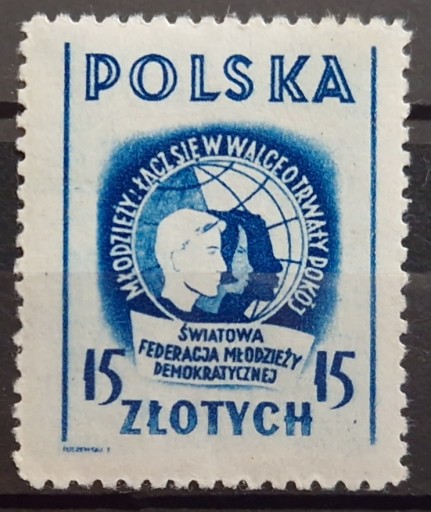 POLSKA
MŁODZIEŻY: ŁĄCZ SIĘ W WALCE O TRWAŁY POKÓJ
ŚWIATOWA
FEDERACJA MŁODZIEŻY
DEMOKRATYCZNEJ
15 15
ZŁOTYCH